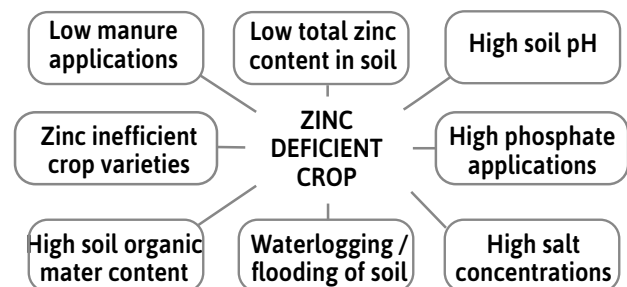 Low manure
applications
Low total zinc
content in soil
High soil pH
Zinc inefficient
crop varieties
ZINC
DEFICIENT
CROP
High phosphate
applications
High soil organic
mater content
Waterlogging /
flooding of soil
High salt
concentrations